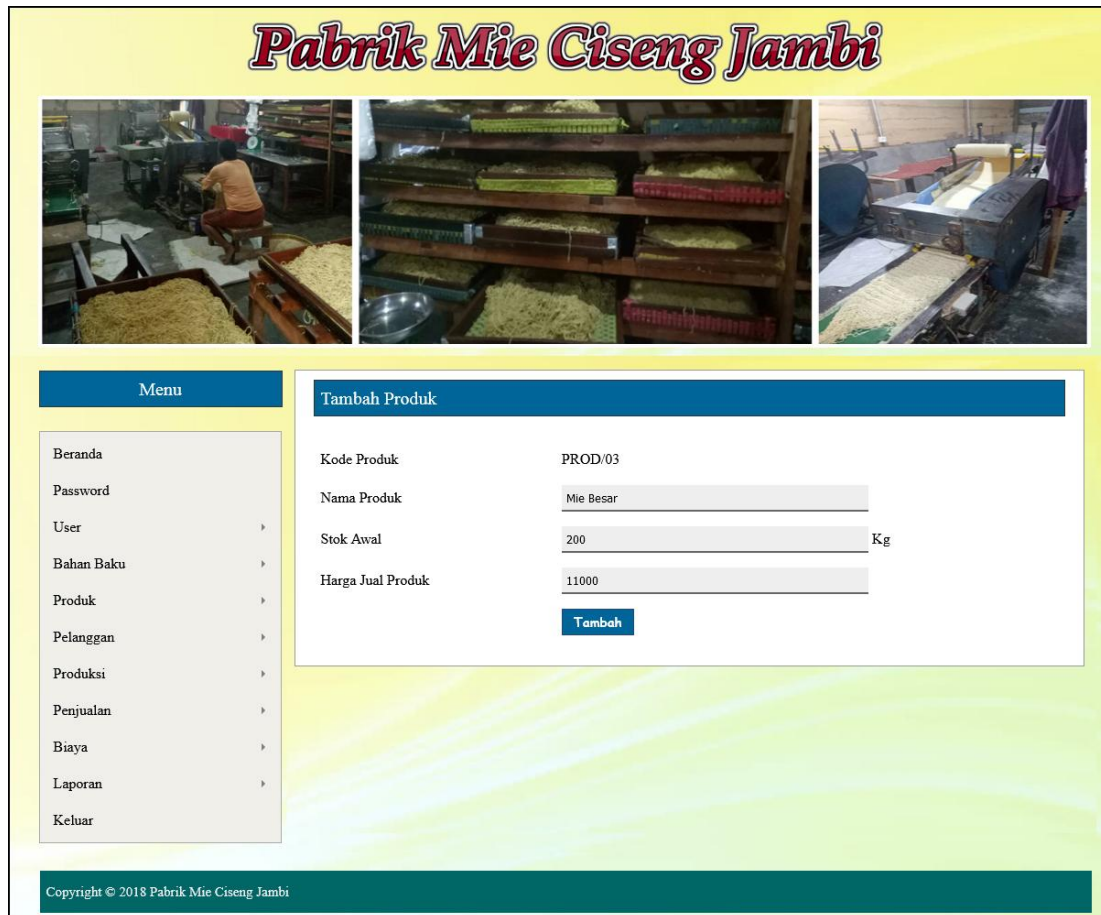 Pabrik Mie Ciseng Jambi
Menu
Beranda
Password
User
Bahan Baku
Produk
Pelanggan
Produksi
Penjualan
Biaya
Laporan
Keluar
Tambah Produk
Kode Produk PROD/03
Nama Produk Mie Besar
Stok Awal 200 Kg
Harga Jual Produk 11000
Tambah
Copyright © 2018 Pabrik Mie Ciseng Jambi